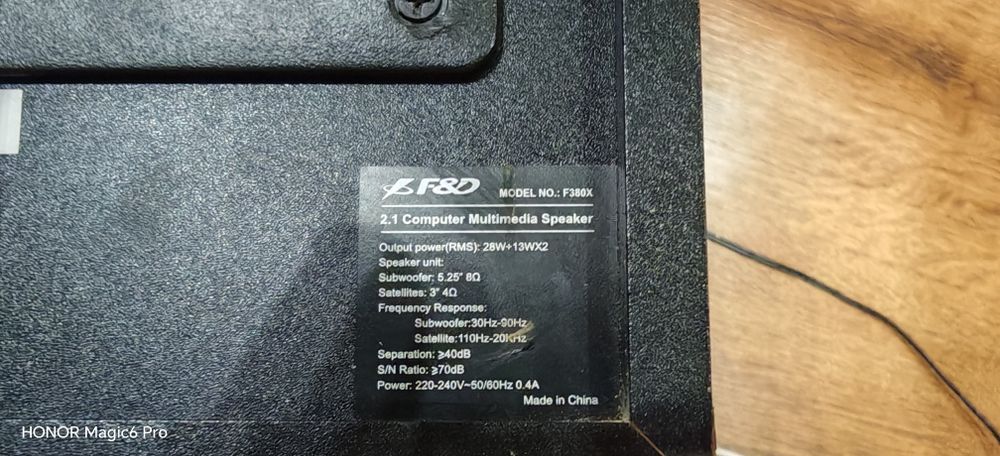 F&D MODEL NO.: F380X
2.1 Computer Multimedia Speaker
Output power(RMS): 28W+13WX2
Speaker unit:
Subwoofer: 5.25" 8Ω
Satellites: 3" 4Ω
Frequency Response:
Subwoofer:30Hz-90Hz
Satellite:110Hz-20KHz
Separation: ⩾40dB
S/N Ratio: ⩾70dB
Power: 220-240V~50/60Hz 0.4A
Made in China
HONOR Magic6 Pro